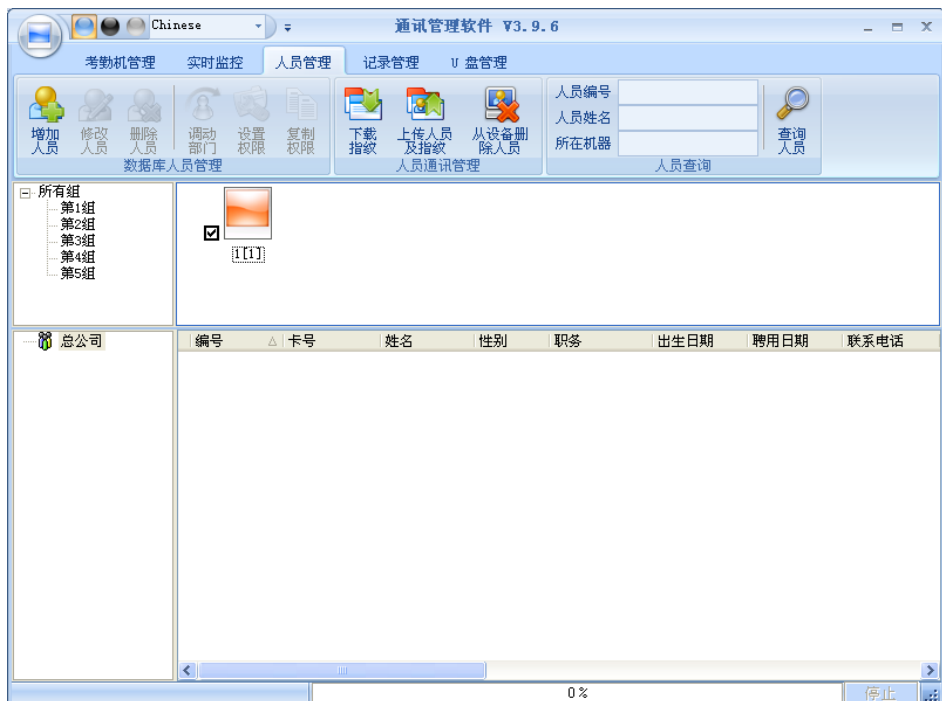 Chinese
通讯管理软件 V3.9.6
考勤机管理 实时监控 人员管理 记录管理 U 盘管理
增加人员
修改人员
删除人员
调动部门
设置权限
复制权限
数据库人员管理
下载指纹
上传人员及指纹
从设备删除人员
人员通讯管理
人员编号
人员姓名
所在机器
查询人员
人员查询
所有组
第1组
第2组
第3组
第4组
第5组
1[1]
总公司
编号 卡号 姓名 性别 职务 出生日期 聘用日期 联系电话
0%
停止